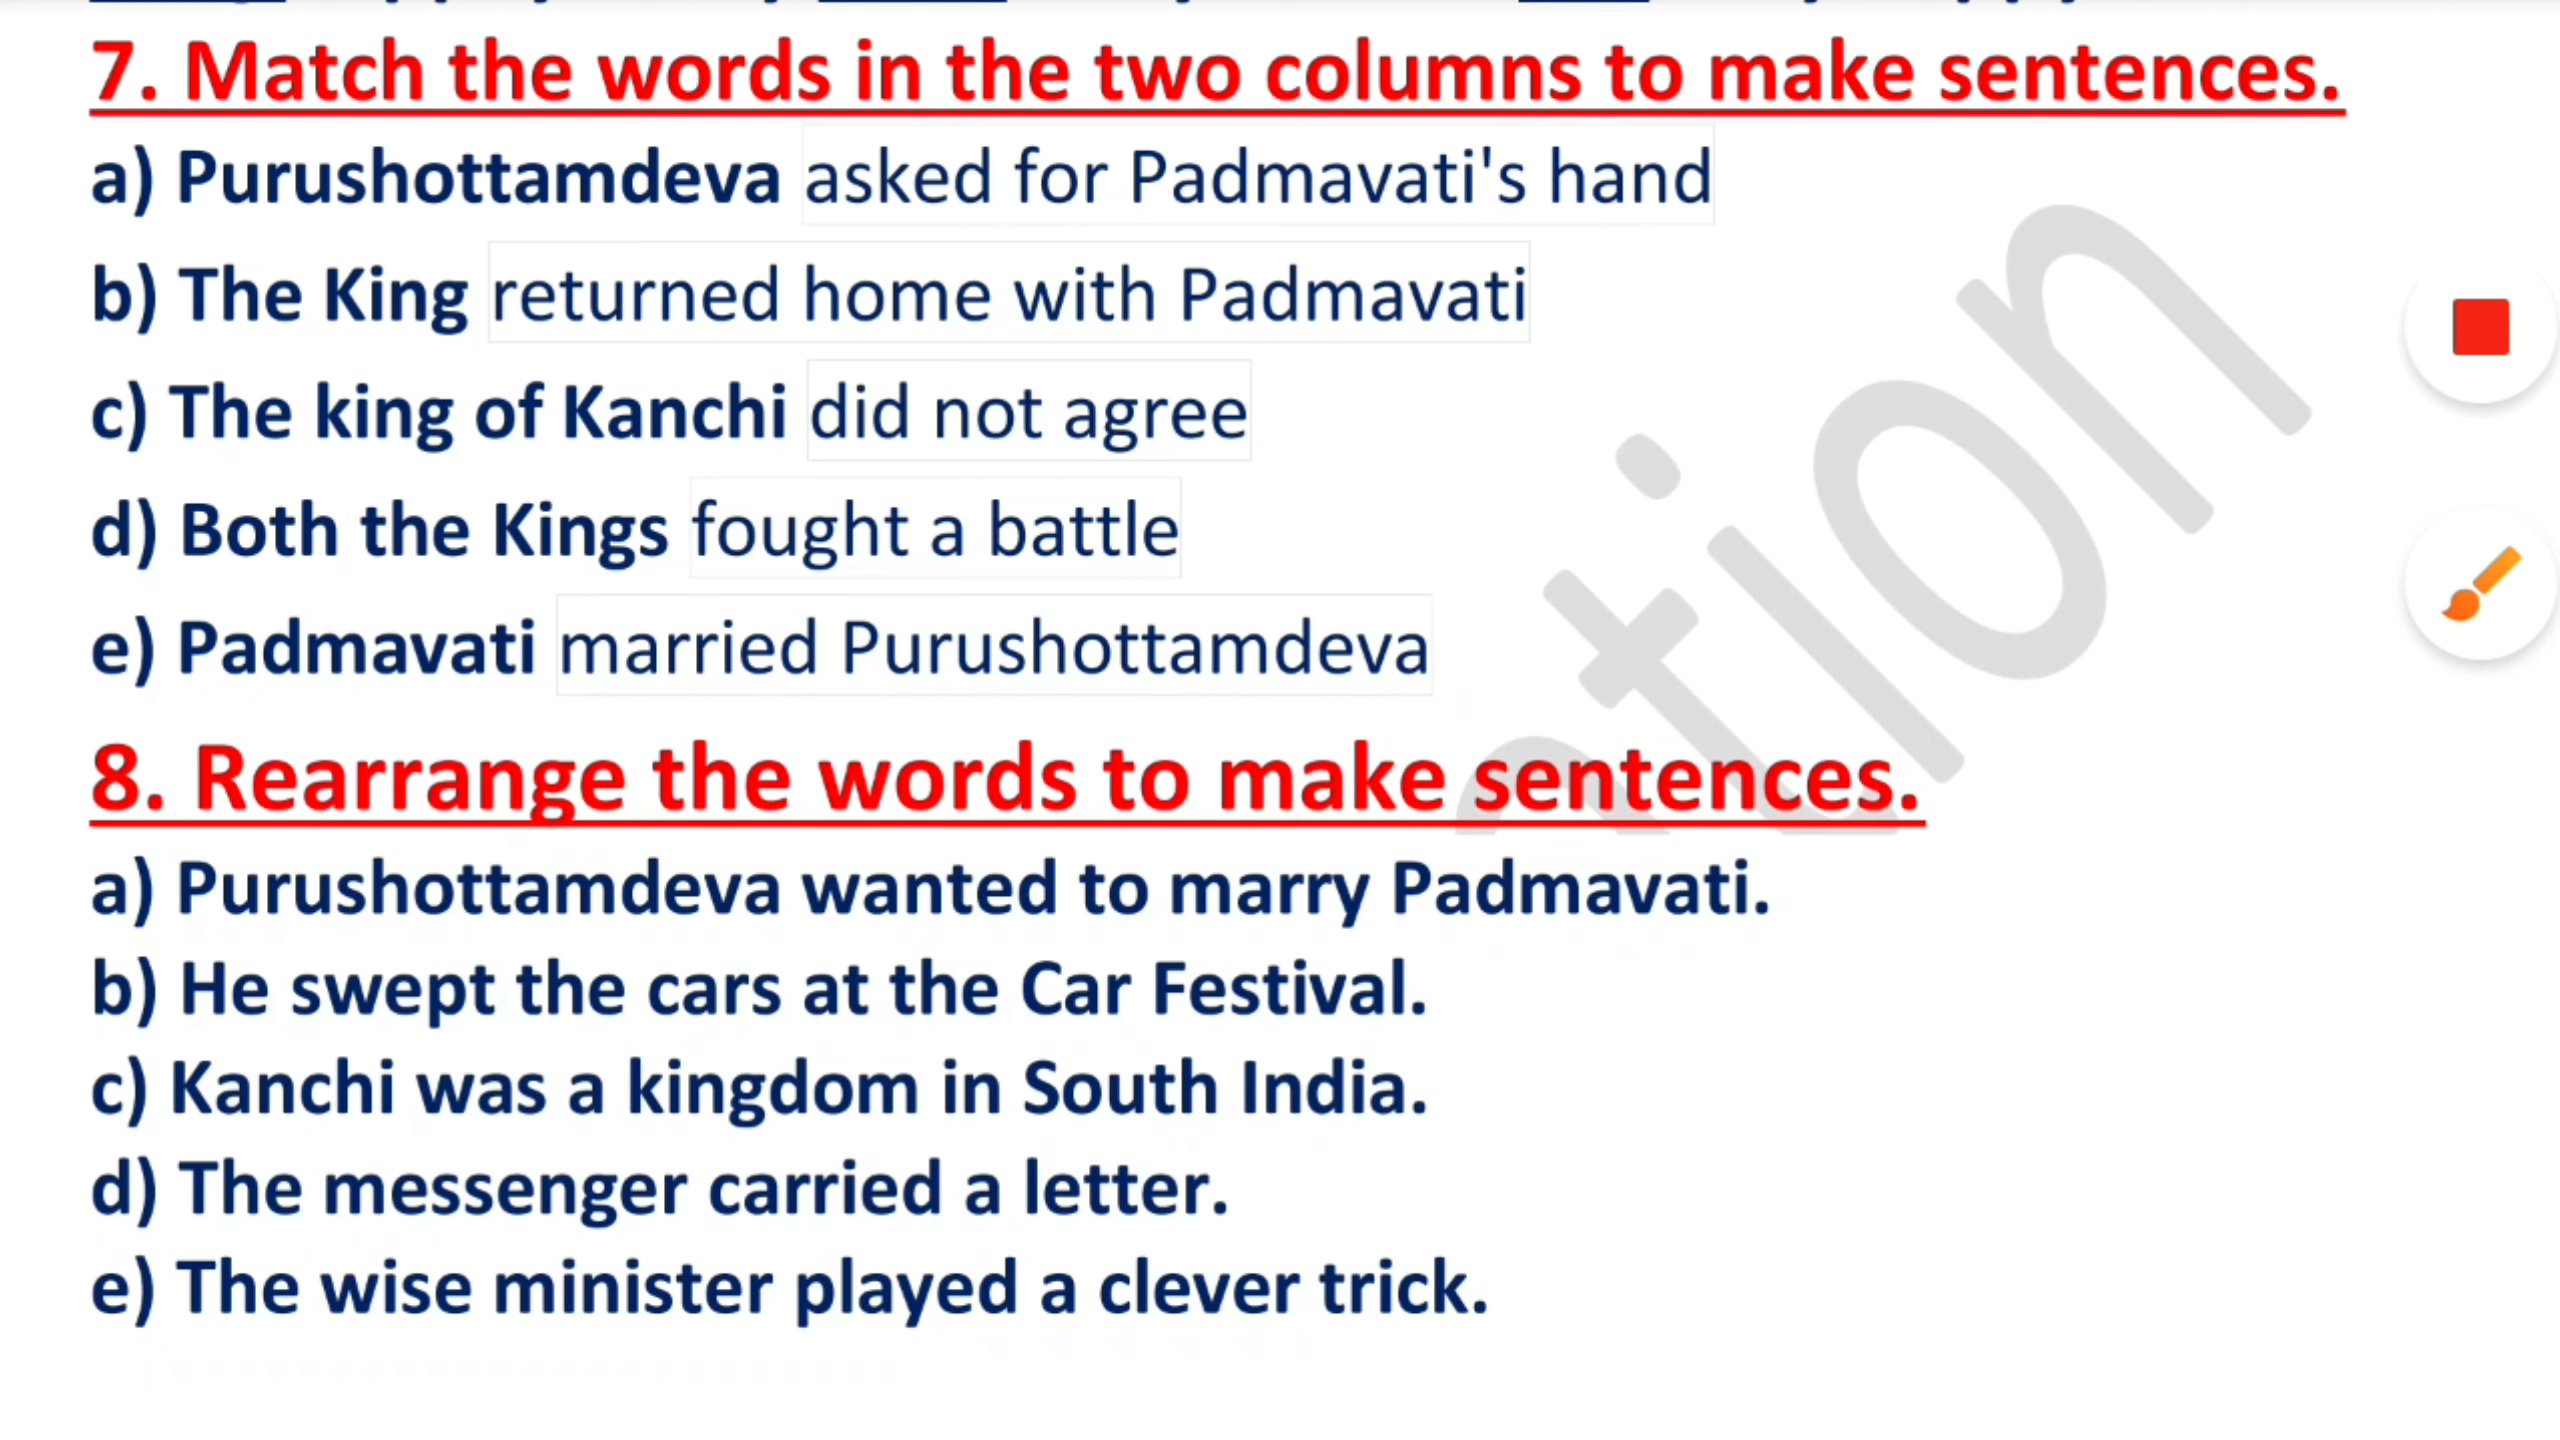 7. Match the words in the two columns to make sentences.
a) Purushottamdeva asked for Padmavati's hand
b) The King returned home with Padmavati
c) The king of Kanchi did not agree
d) Both the Kings fought a battle
e) Padmavati married Purushottamdeva
8. Rearrange the words to make sentences.
a) Purushottamdeva wanted to marry Padmavati.
b) He swept the cars at the Car Festival.
c) Kanchi was a kingdom in South India.
d) The messenger carried a letter.
e) The wise minister played a clever trick.